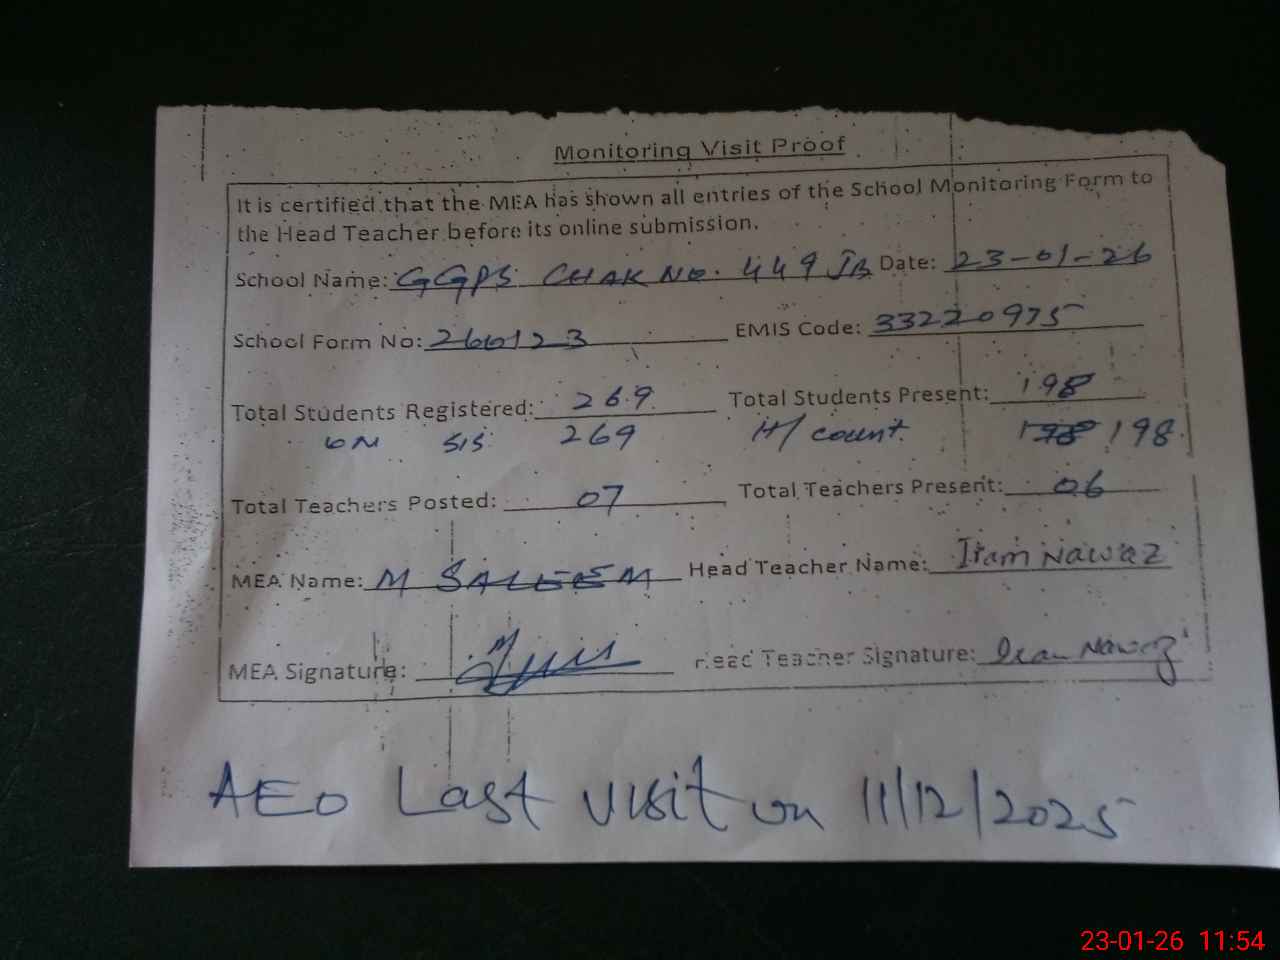 Monitoring Visit Proof
It is certified that the MEA has shown all entries of the School Monitoring Form to
the Head Teacher before its online submission.
School Name: GGPS CHAK NO. 449 JB Date: 23-01-26
School Form No: 260123 EMIS Code: 33220975
Total Students Registered: 269 Total Students Present: 198
ON SIS 269 H/ count 198 198
Total Teachers Posted: 07 Total Teachers Present: 06
MEA Name: M SALEEM Head Teacher Name: Iram Nawaz
MEA Signature: Head Teacher Signature: Iram Nawaz
AEO Last visit on 11/12/2025
23-01-26 11:54